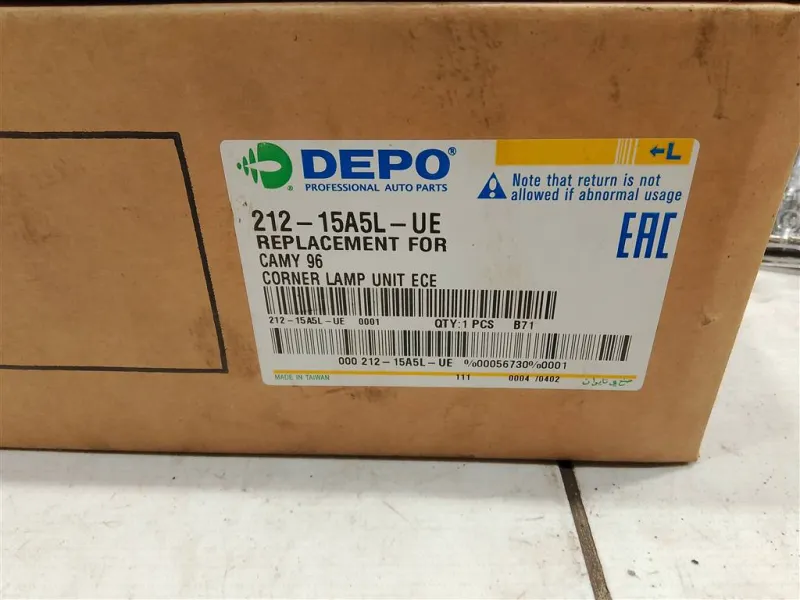 DEPO®
PROFESSIONAL AUTO PARTS
←L
Note that return is not
allowed if abnormal usage
212-15A5L-UE
REPLACEMENT FOR
CAMY 96
CORNER LAMP UNIT ECE
EAC
212-15A5L-UE 0001 QTY:1 PCS B71
000 212-15A5L-UE %00056730%0001
MADE IN TAIWAN 111 0004 /0402